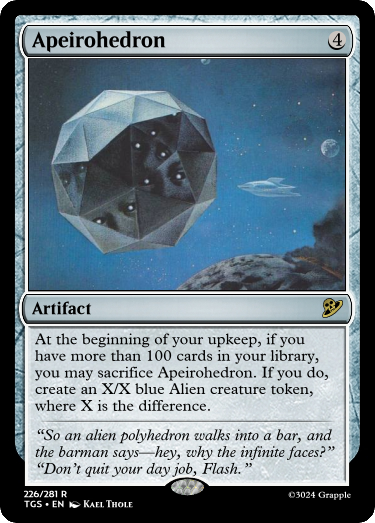 Apeirohedron
4
Artifact
At the beginning of your upkeep, if you
have more than 100 cards in your library,
you may sacrifice Apeirohedron. If you do,
create an X/X blue Alien creature token,
where X is the difference.
“So an alien polyhedron walks into a bar, and
the barman says—hey, why the infinite faces?”
“Don’t quit your day job, Flash.”
226/281 R
TGS • EN Kael Thole
©3024 Grapple